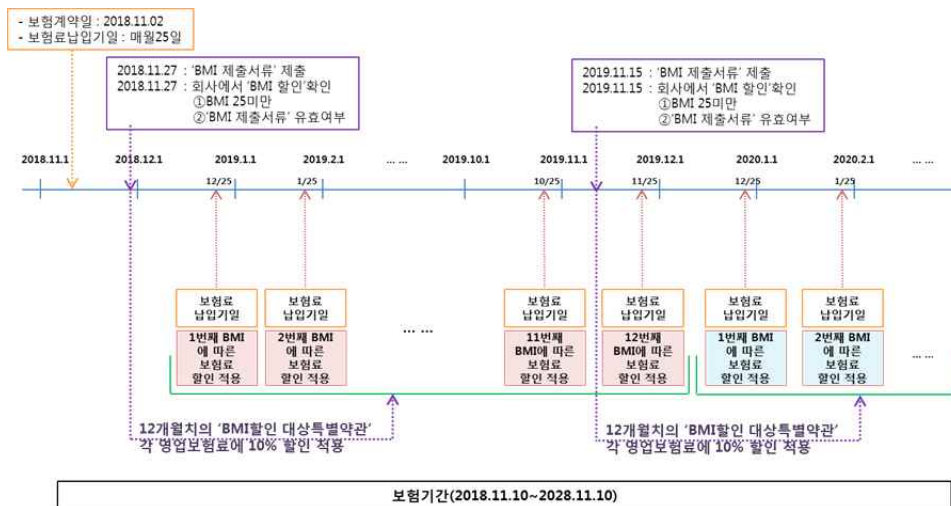 - 보험계약일 : 2018.11.02
- 보험료납입기일 : 매월25일
2018.11.27 : 'BMI 제출서류' 제출
2018.11.27 : 회사에서 'BMI 할인'확인
①BMI 25미만
②'BMI 제출서류' 유효여부
2019.11.15 : 'BMI 제출서류' 제출
2019.11.15 : 회사에서 'BMI 할인'확인
①BMI 25미만
②'BMI 제출서류' 유효여부
2018.11.1 2018.12.1 2019.1.1 2019.2.1 ... ... 2019.10.1 2019.11.1 2019.12.1 2020.1.1 2020.2.1 ... ...
12/25 1/25 10/25 11/25 12/25 1/25
보험료
납입기일
1번째 BMI
에 따른
보험료
할인 적용
보험료
납입기일
2번째 BMI
에 따른
보험료
할인 적용
... ...
보험료
납입기일
11번째
BMI에 따른
보험료
할인 적용
보험료
납입기일
12번째
BMI에 따른
보험료
할인 적용
보험료
납입기일
1번째 BMI
에 따른
보험료
할인 적용
보험료
납입기일
2번째 BMI
에 따른
보험료
할인 적용
... ...
12개월치의 'BMI할인 대상특별약관'
각 영업보험료에 10% 할인 적용
12개월치의 'BMI할인 대상특별약관'
각 영업보험료에 10% 할인 적용
보험기간(2018.11.10~2028.11.10)